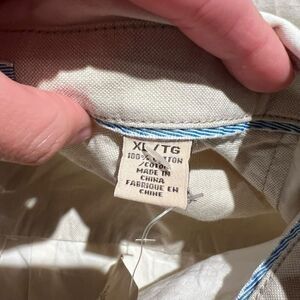 XL/TG
100% COTTON
/COTON
MADE IN
CHINA
FABRIQUE EN
CHINE